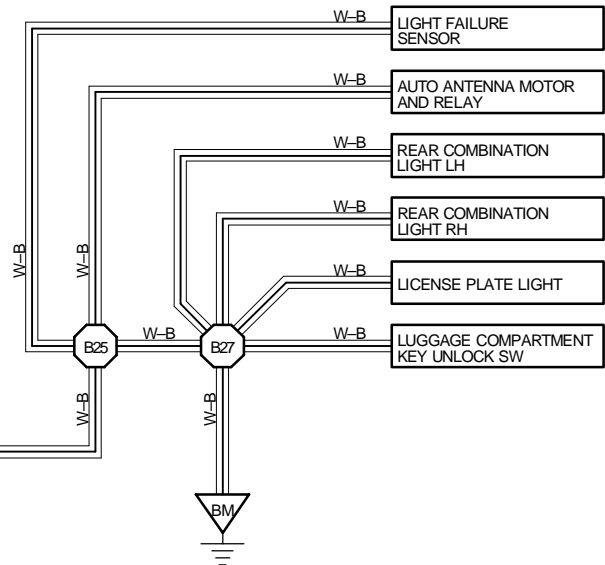 W–B
LIGHT FAILURE
SENSOR
W–B
AUTO ANTENNA MOTOR
AND RELAY
W–B
REAR COMBINATION
LIGHT LH
W–B
REAR COMBINATION
LIGHT RH
W–B
W–B
W–B
LICENSE PLATE LIGHT
B25
W–B
B27
W–B
LUGGAGE COMPARTMENT
KEY UNLOCK SW
W–B
W–B
BM